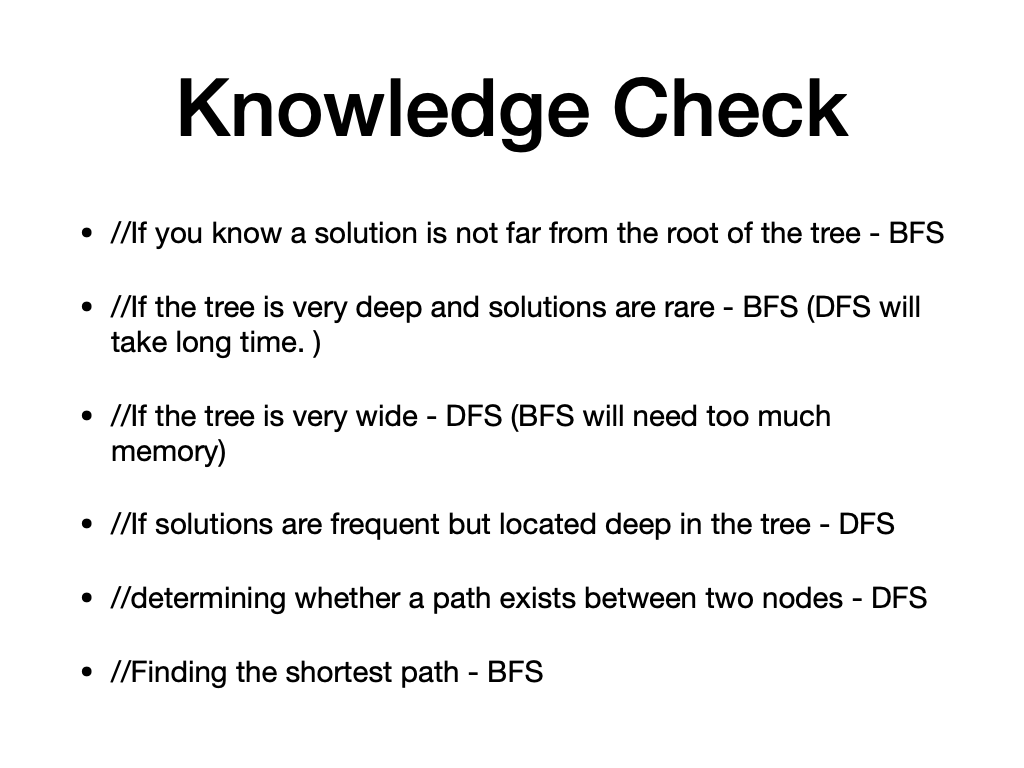 Knowledge Check
• //If you know a solution is not far from the root of the tree - BFS
• //If the tree is very deep and solutions are rare - BFS (DFS will
take long time. )
• //If the tree is very wide - DFS (BFS will need too much
memory)
• //If solutions are frequent but located deep in the tree - DFS
• //determining whether a path exists between two nodes - DFS
• //Finding the shortest path - BFS